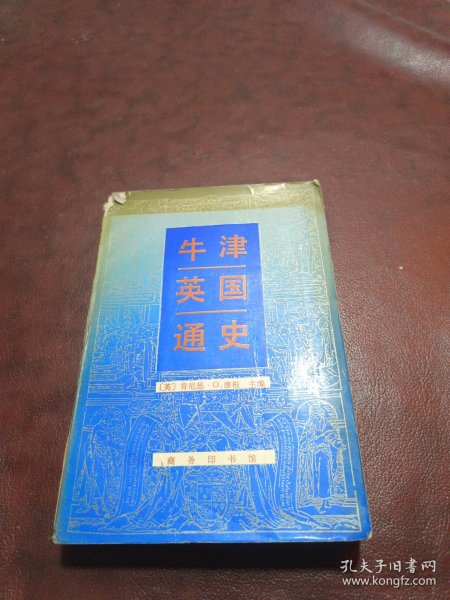 牛津
英国
通史
〔英〕肯尼思·O.摩根 主编
商务印书馆
孔夫子旧书网
www.kongfz.com